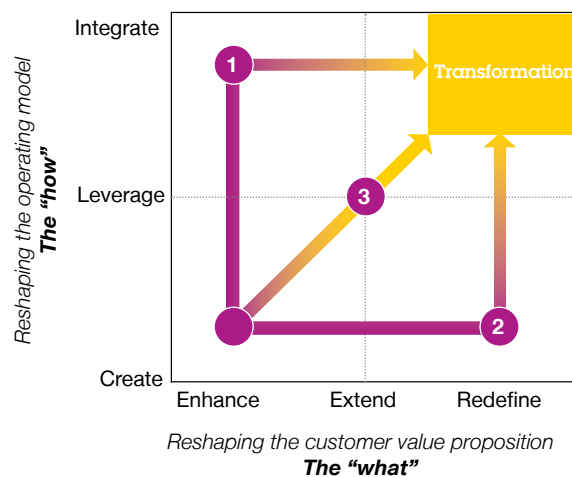 Integrate
1
Transformation
Reshaping the operating model
The “how”
Leverage
3
2
Create
Enhance
Extend
Redefine
Reshaping the customer value proposition
The “what”